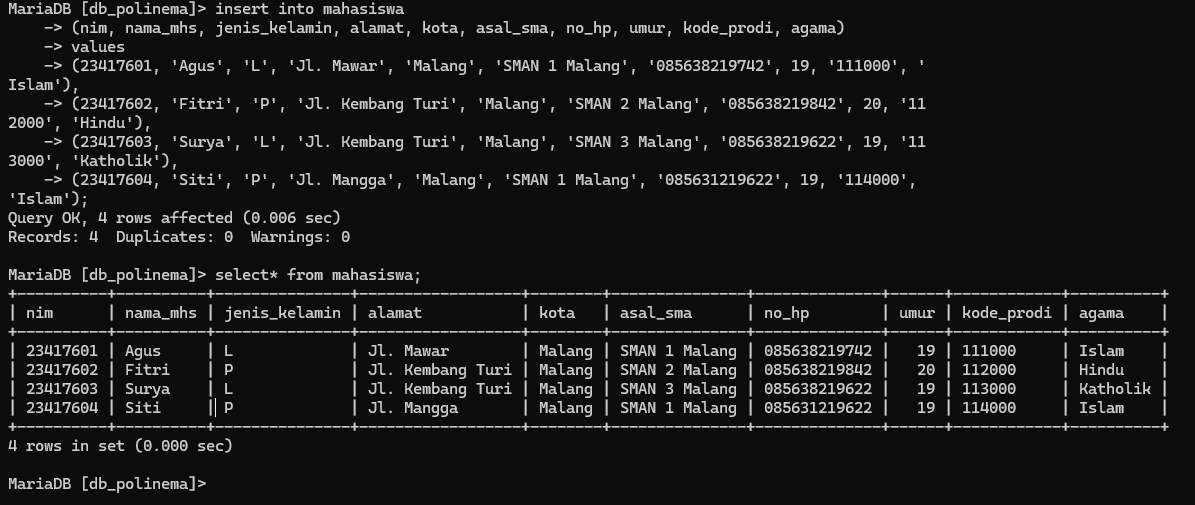 MariaDB [db_polinema]> insert into mahasiswa
    -> (nim, nama_mhs, jenis_kelamin, alamat, kota, asal_sma, no_hp, umur, kode_prodi, agama)
    -> values
    -> (23417601, 'Agus', 'L', 'Jl. Mawar', 'Malang', 'SMAN 1 Malang', '085638219742', 19, '111000', '
Islam'),
    -> (23417602, 'Fitri', 'P', 'Jl. Kembang Turi', 'Malang', 'SMAN 2 Malang', '085638219842', 20, '11
2000', 'Hindu'),
    -> (23417603, 'Surya', 'L', 'Jl. Kembang Turi', 'Malang', 'SMAN 3 Malang', '085638219622', 19, '11
3000', 'Katholik'),
    -> (23417604, 'Siti', 'P', 'Jl. Mangga', 'Malang', 'SMAN 1 Malang', '085631219622', 19, '114000',
'Islam');
Query OK, 4 rows affected (0.006 sec)
Records: 4  Duplicates: 0  Warnings: 0
MariaDB [db_polinema]> select* from mahasiswa;
+----------+----------+---------------+------------------+--------+---------------+--------------+------+------------+----------+
| nim      | nama_mhs | jenis_kelamin | alamat           | kota   | asal_sma      | no_hp        | umur | kode_prodi | agama    |
+----------+----------+---------------+------------------+--------+---------------+--------------+------+------------+----------+
| 23417601 | Agus     | L             | Jl. Mawar        | Malang | SMAN 1 Malang | 085638219742 |   19 | 111000     | Islam    |
| 23417602 | Fitri    | P             | Jl. Kembang Turi | Malang | SMAN 2 Malang | 085638219842 |   20 | 112000     | Hindu    |
| 23417603 | Surya    | L             | Jl. Kembang Turi | Malang | SMAN 3 Malang | 085638219622 |   19 | 113000     | Katholik |
| 23417604 | Siti     | P             | Jl. Mangga       | Malang | SMAN 1 Malang | 085631219622 |   19 | 114000     | Islam    |
+----------+----------+---------------+------------------+--------+---------------+--------------+------+------------+----------+
4 rows in set (0.000 sec)
MariaDB [db_polinema]>